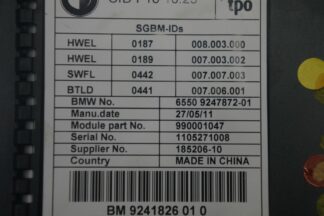 tpo
SGBM-IDs
HWEL 0187 008.003.000
HWEL 0189 007.003.002
SWFL 0442 007.007.003
BTLD 0441 007.006.001
BMW No. 6550 9247872-01
Manu.date 27/05/11
Module part No. 990001047
Serial No. 1105271008
Supplier No. 185206-10
Country MADE IN CHINA
BM 9241826 01 0